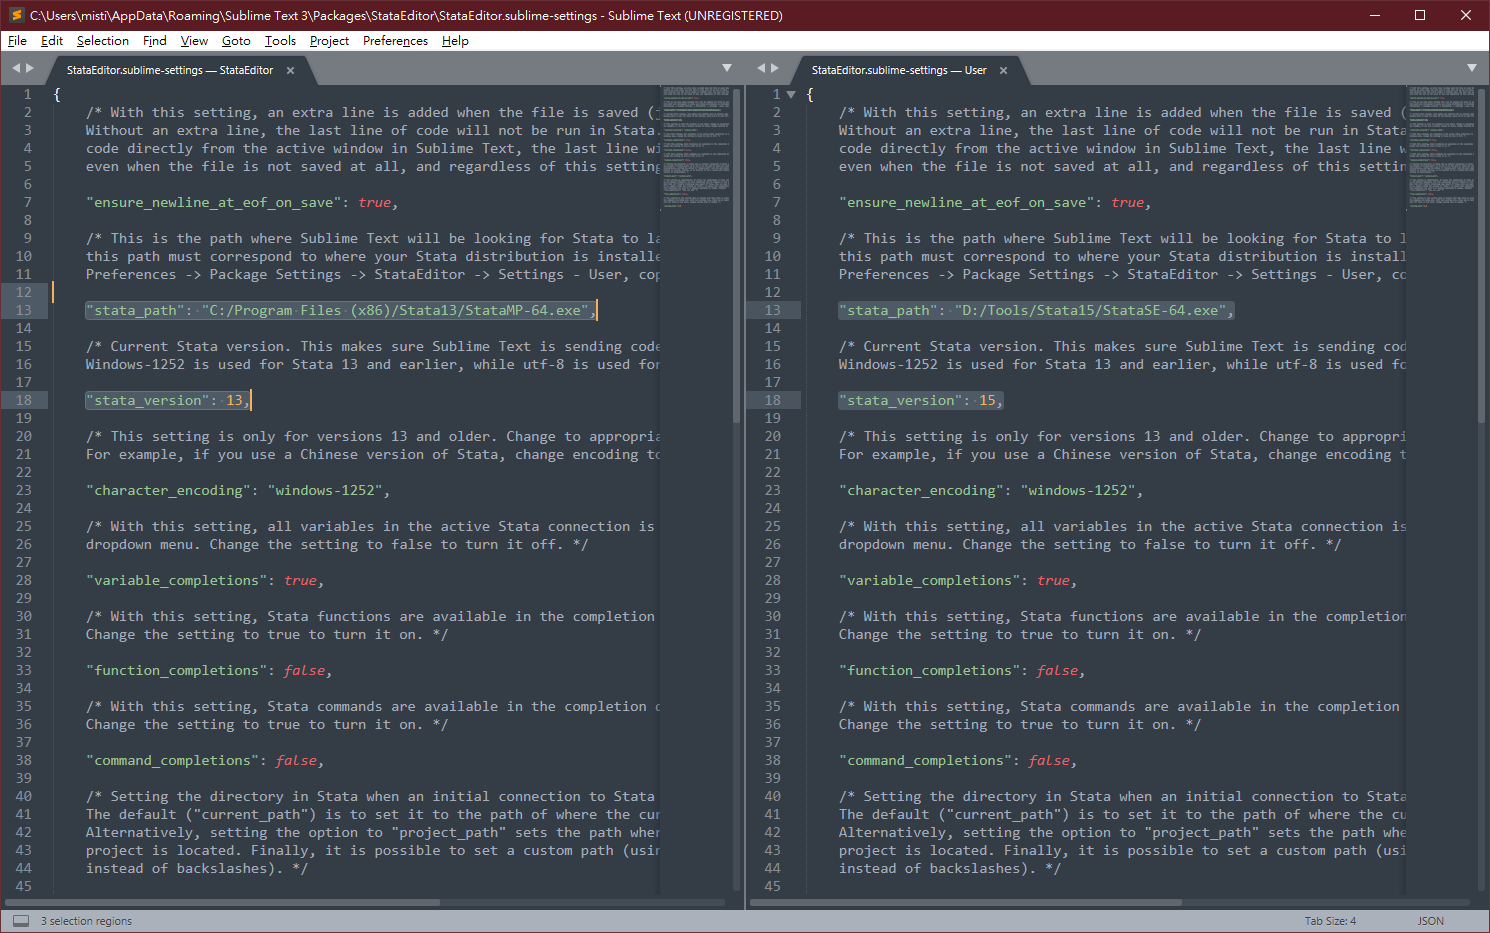 C:\Users\misti\AppData\Roaming\Sublime Text 3\Packages\StataEditor\StataEditor.sublime-settings - Sublime Text (UNREGISTERED)
File Edit Selection Find View Goto Tools Project Preferences Help
StataEditor.sublime-settings — StataEditor
1 {
2 /* With this setting, an extra line is added when the file is saved (
3 Without an extra line, the last line of code will not be run in Stata.
4 code directly from the active window in Sublime Text, the last line wi
5 even when the file is not saved at all, and regardless of this setting
6
7 "ensure_newline_at_eof_on_save": true,
8
9 /* This is the path where Sublime Text will be looking for Stata to la
10 this path must correspond to where your Stata distribution is installe
11 Preferences -> Package Settings -> StataEditor -> Settings - User, cop
12
13 "stata_path": "C:/Program Files (x86)/Stata13/StataMP-64.exe",
14
15 /* Current Stata version. This makes sure Sublime Text is sending code
16 Windows-1252 is used for Stata 13 and earlier, while utf-8 is used for
17
18 "stata_version": 13,
19
20 /* This setting is only for versions 13 and older. Change to appropria
21 For example, if you use a Chinese version of Stata, change encoding to
22
23 "character_encoding": "windows-1252",
24
25 /* With this setting, all variables in the active Stata connection is
26 dropdown menu. Change the setting to false to turn it off. */
27
28 "variable_completions": true,
29
30 /* With this setting, Stata functions are available in the completion
31 Change the setting to true to turn it on. */
32
33 "function_completions": false,
34
35 /* With this setting, Stata commands are available in the completion
36 Change the setting to true to turn it on. */
37
38 "command_completions": false,
39
40 /* Setting the directory in Stata when an initial connection to Stata
41 The default ("current_path") is to set it to the path of where the cur
42 Alternatively, setting the option to "project_path" sets the path wher
43 project is located. Finally, it is possible to set a custom path (usin
44 instead of backslashes). */
45
StataEditor.sublime-settings — User
1 {
2 /* With this setting, an extra line is added when the file is saved (
3 Without an extra line, the last line of code will not be run in Stata
4 code directly from the active window in Sublime Text, the last line w
5 even when the file is not saved at all, and regardless of this settin
6
7 "ensure_newline_at_eof_on_save": true,
8
9 /* This is the path where Sublime Text will be looking for Stata to l
10 this path must correspond to where your Stata distribution is install
11 Preferences -> Package Settings -> StataEditor -> Settings - User, co
12
13 "stata_path": "D:/Tools/Stata15/StataSE-64.exe",
14
15 /* Current Stata version. This makes sure Sublime Text is sending cod
16 Windows-1252 is used for Stata 13 and earlier, while utf-8 is used fo
17
18 "stata_version": 15,
19
20 /* This setting is only for versions 13 and older. Change to appropri
21 For example, if you use a Chinese version of Stata, change encoding t
22
23 "character_encoding": "windows-1252",
24
25 /* With this setting, all variables in the active Stata connection is
26 dropdown menu. Change the setting to false to turn it off. */
27
28 "variable_completions": true,
29
30 /* With this setting, Stata functions are available in the completion
31 Change the setting to true to turn it on. */
32
33 "function_completions": false,
34
35 /* With this setting, Stata commands are available in the completion
36 Change the setting to true to turn it on. */
37
38 "command_completions": false,
39
40 /* Setting the directory in Stata when an initial connection to Stata
41 The default ("current_path") is to set it to the path of where the cu
42 Alternatively, setting the option to "project_path" sets the path whe
43 project is located. Finally, it is possible to set a custom path (usi
44 instead of backslashes). */
45
3 selection regions
Tab Size: 4
JSON